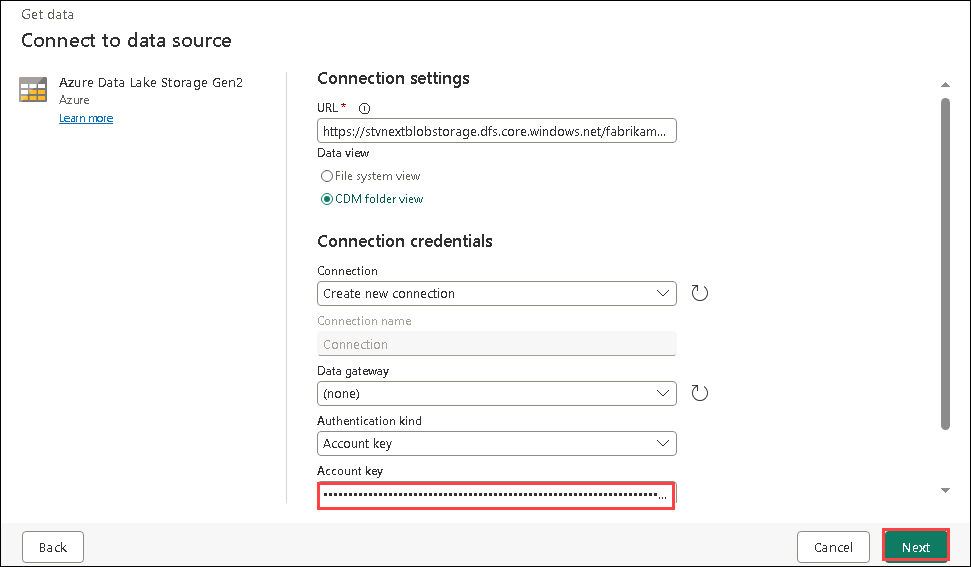 Get data
Connect to data source
Azure Data Lake Storage Gen2
Azure
Learn more
Connection settings
URL *
https://stvnextblobstorage.dfs.core.windows.net/fabrikam...
Data view
File system view
CDM folder view
Connection credentials
Connection
Create new connection
Connection name
Connection
Data gateway
(none)
Authentication kind
Account key
Account key
Back
Cancel
Next